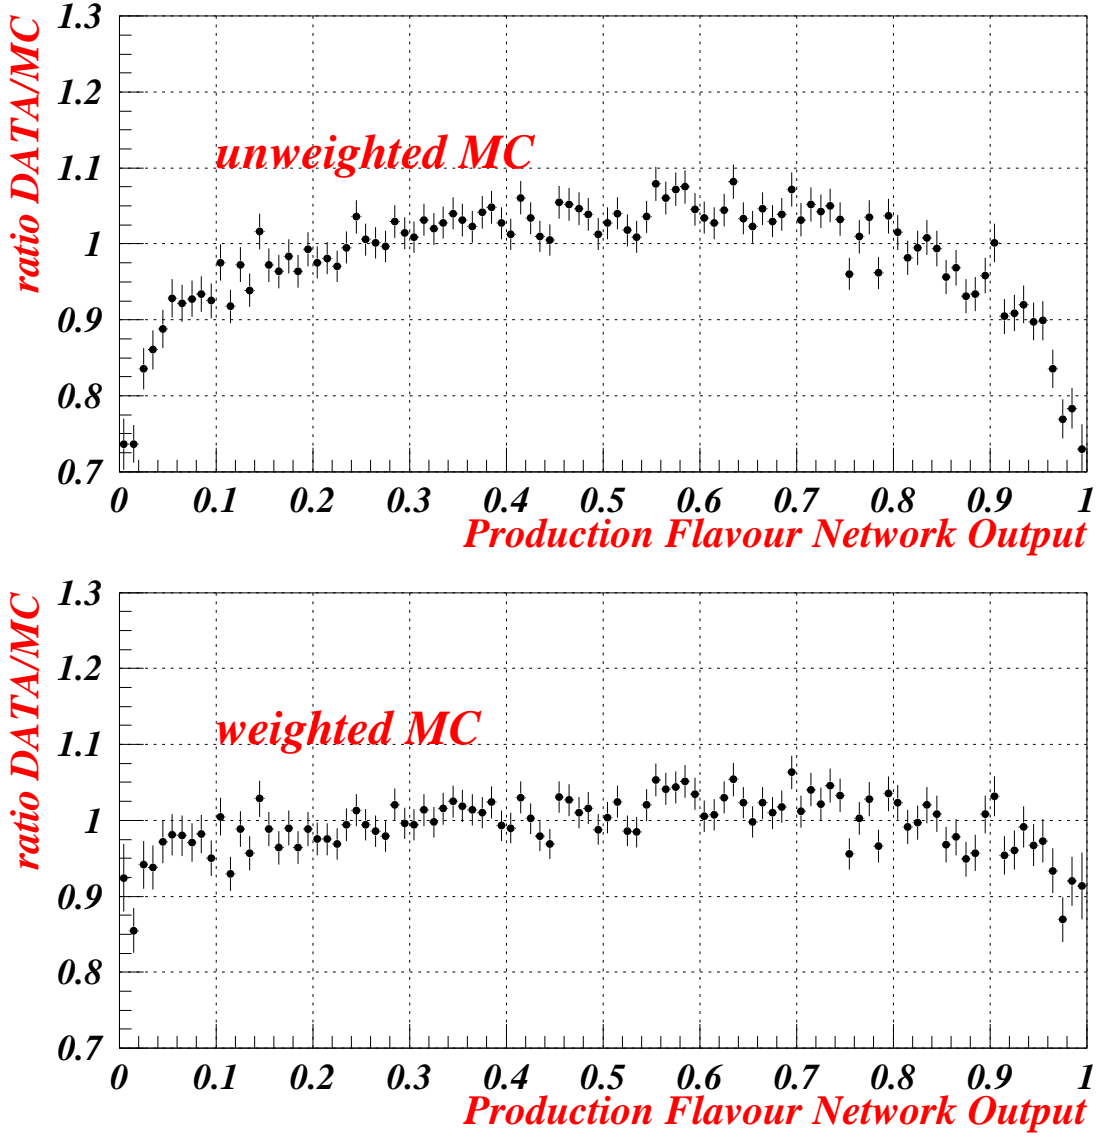 1.3
1.2
1.1
1
0.9
0.8
0.7
ratio DATA/MC
unweighted MC
0 0.1 0.2 0.3 0.4 0.5 0.6 0.7 0.8 0.9 1
Production Flavour Network Output
1.3
1.2
1.1
1
0.9
0.8
0.7
ratio DATA/MC
weighted MC
0 0.1 0.2 0.3 0.4 0.5 0.6 0.7 0.8 0.9 1
Production Flavour Network Output